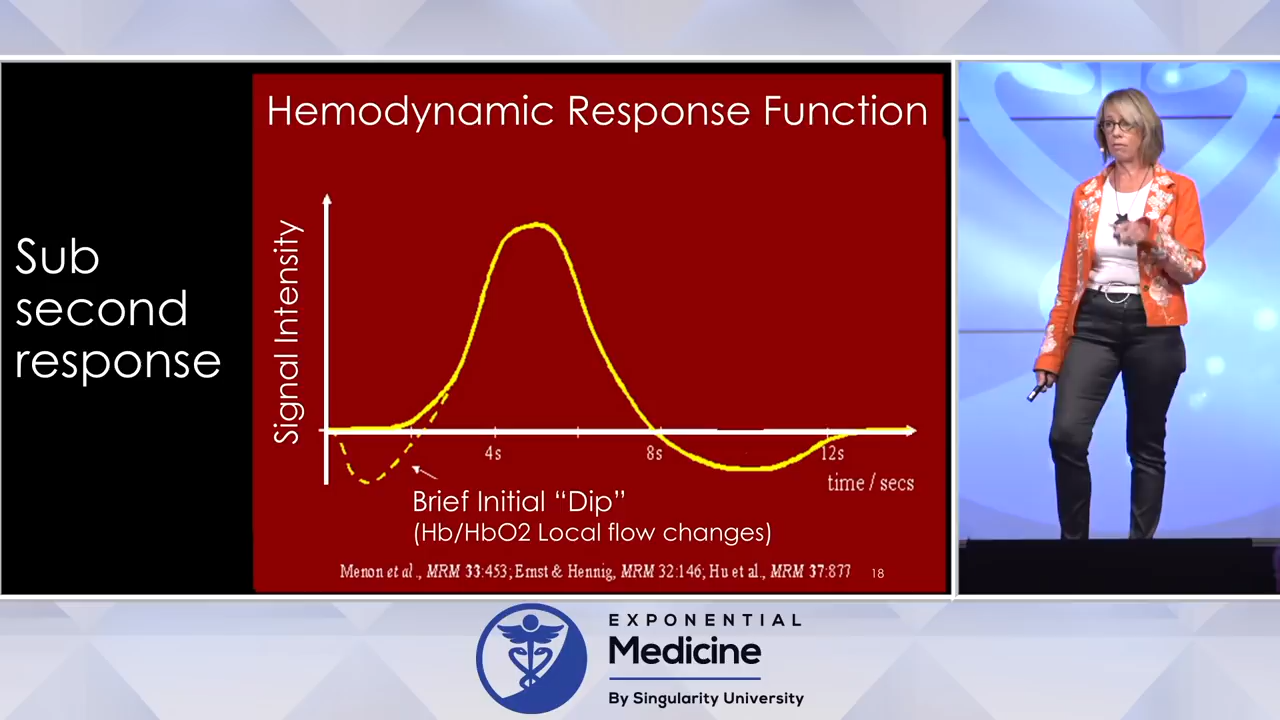 Sub
second
response
Hemodynamic Response Function
Signal Intensity
4s
8s
12s
time / secs
Brief Initial “Dip”
(Hb/HbO2 Local flow changes)
Menon et al., MRM 33:453; Ernst & Hennig, MRM 32:146; Hu et al., MRM 37:877
18
EXPONENTIAL
Medicine
By Singularity University